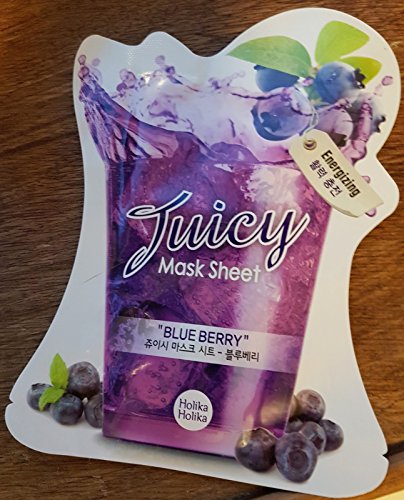 Energizing
활력 충전
Juicy
Mask Sheet
"BLUE BERRY"
쥬이시 마스크 시트 - 블루베리
Holika
Holika